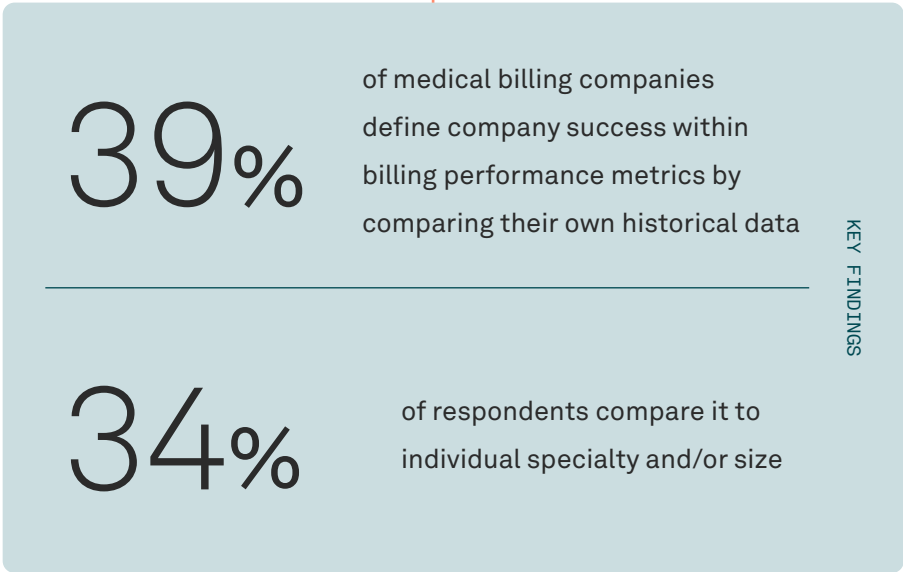 39%
of medical billing companies
define company success within
billing performance metrics by
comparing their own historical data
KEY FINDINGS
34%
of respondents compare it to
individual specialty and/or size